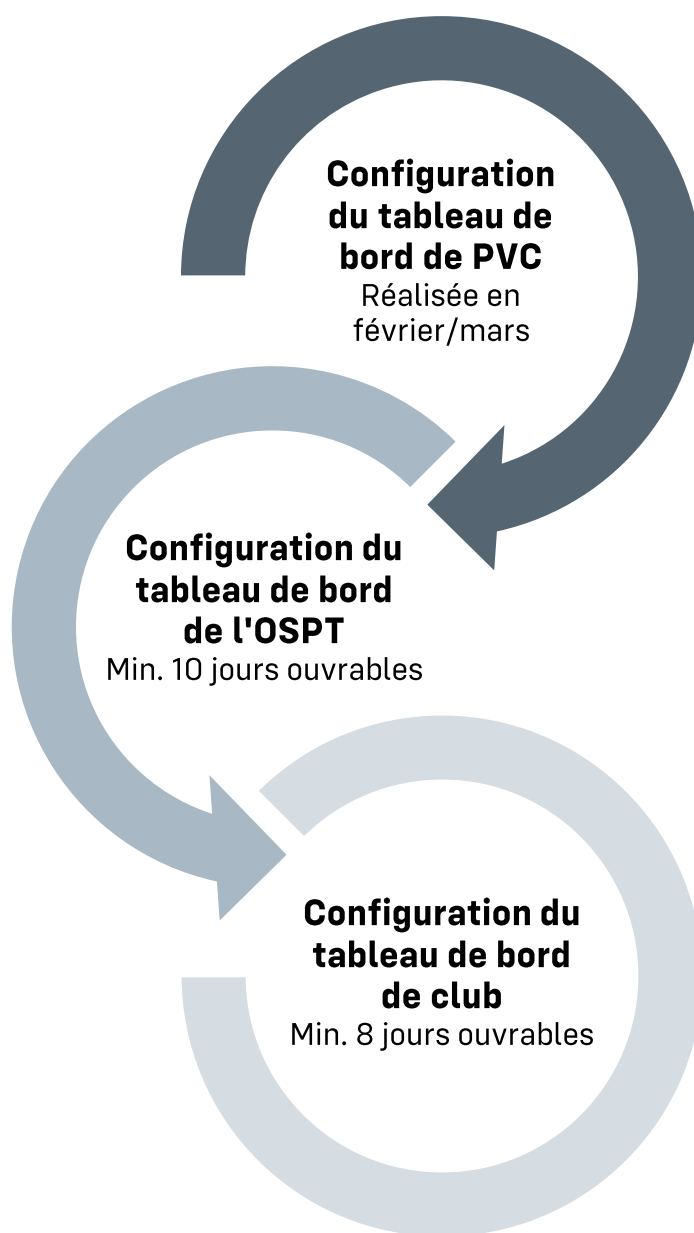 Configuration
du tableau de
bord de PVC
Réalisée en
février/mars
Configuration du
tableau de bord
de l'OSPT
Min. 10 jours ouvrables
Configuration du
tableau de bord
de club
Min. 8 jours ouvrables